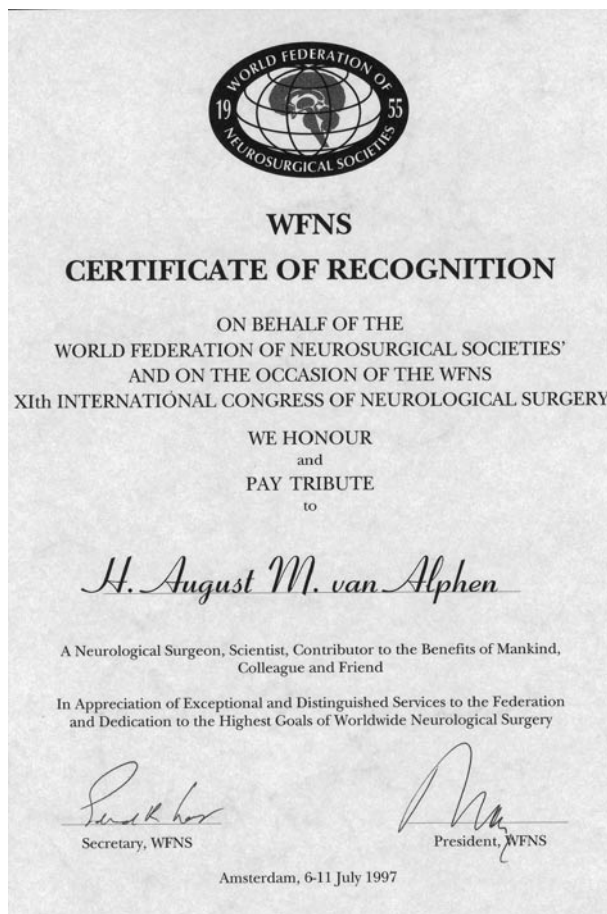 WORLD FEDERATION OF
19 55
NEUROSURGICAL SOCIETIES
WFNS
CERTIFICATE OF RECOGNITION
ON BEHALF OF THE
WORLD FEDERATION OF NEUROSURGICAL SOCIETIES’
AND ON THE OCCASION OF THE WFNS
XIth INTERNATIONAL CONGRESS OF NEUROLOGICAL SURGERY
WE HONOUR
and
PAY TRIBUTE
to
H. August M. van Alphen
A Neurological Surgeon, Scientist, Contributor to the Benefits of Mankind,
Colleague and Friend
In Appreciation of Exceptional and Distinguished Services to the Federation
and Dedication to the Highest Goals of Worldwide Neurological Surgery
Secretary, WFNS
President, WFNS
Amsterdam, 6-11 July 1997